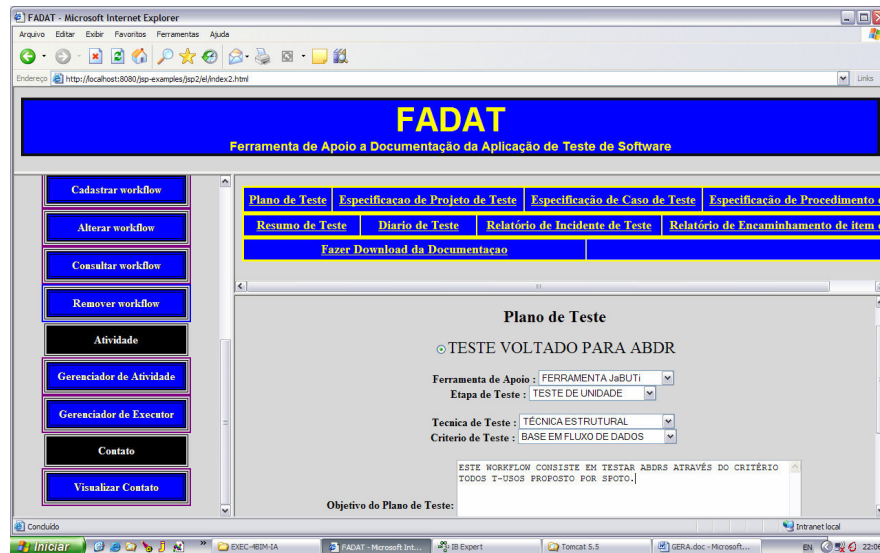 FADAT - Microsoft Internet Explorer
Arquivo Editar Exibir Favoritos Ferramentas Ajuda
Endereço http://localhost:8080/jsp-examples/jsp2/el/index2.html Links
FADAT
Ferramenta de Apoio a Documentação da Aplicação de Teste de Software
Cadastrar workflow
Alterar workflow
Consultar workflow
Remover workflow
Atividade
Gerenciador de Atividade
Gerenciador de Executor
Contato
Visualizar Contato
Plano de Teste Especificaçao de Projeto de Teste Especificação de Caso de Teste Especificação de Procedimento
Resumo de Teste Diario de Teste Relatório de Incidente de Teste Relatório de Encaminhamento de item
Fazer Download da Documentaçao
Plano de Teste
TESTE VOLTADO PARA ABDR
Ferramenta de Apoio : FERRAMENTA JaBUTi
Etapa de Teste : TESTE DE UNIDADE
Tecnica de Teste : TÉCNICA ESTRUTURAL
Criterio de Teste : BASE EM FLUXO DE DADOS
ESTE WORKFLOW CONSISTE EM TESTAR ABDRS ATRAVÉS DO CRITÉRIO
TODOS T-USOS PROPOSTO POR SPOTO.
Objetivo do Plano de Teste:
Concluído Intranet local
Iniciar » EXEC-4BIM-IA FADAT - Microsoft Int... IB Expert Tomcat 5.5 GERA.doc - Microsoft... EN 22:06